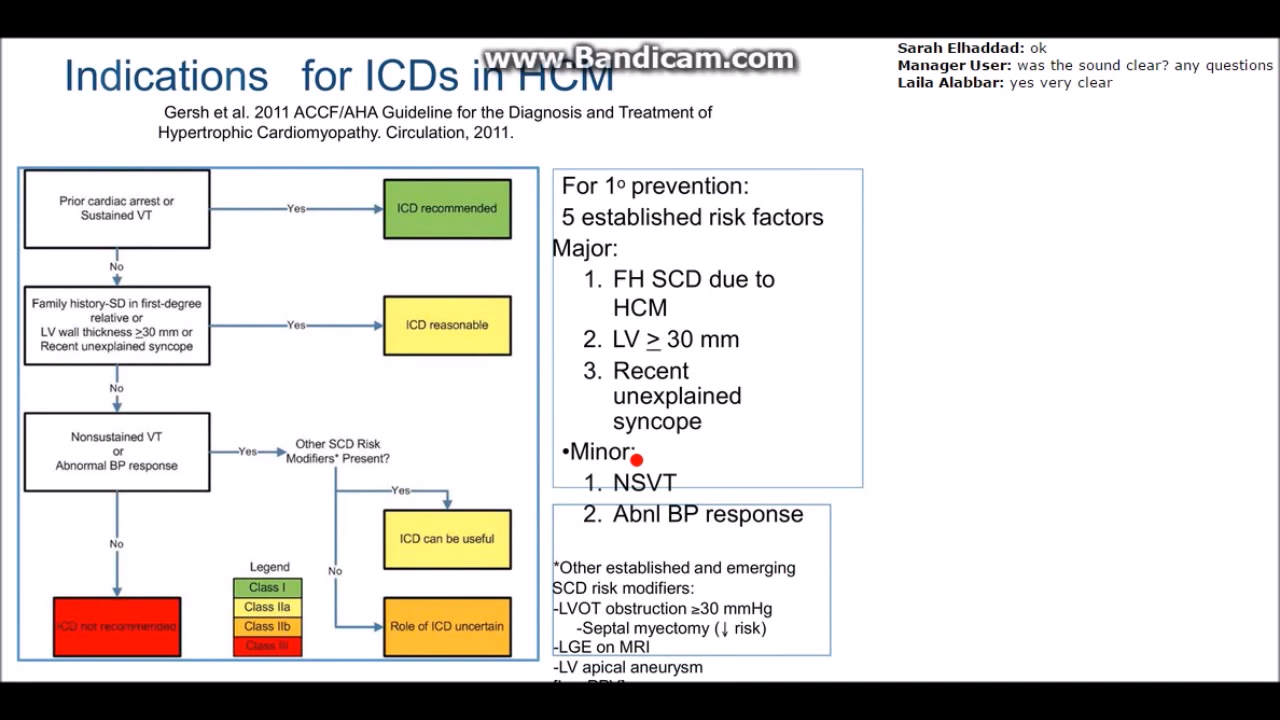 www.Bandicam.com
Indications for ICDs in HCM
Gersh et al. 2011 ACCF/AHA Guideline for the Diagnosis and Treatment of
Hypertrophic Cardiomyopathy. Circulation, 2011.
Prior cardiac arrest or
Sustained VT
Yes
ICD recommended
No
Family history-SD in first-degree
relative or
LV wall thickness ≥30 mm or
Recent unexplained syncope
Yes
ICD reasonable
No
Nonsustained VT
or
Abnormal BP response
Yes
Other SCD Risk
Modifiers* Present?
Yes
ICD can be useful
No
Role of ICD uncertain
No
ICD not recommended
Legend
Class I
Class IIa
Class IIb
Class III
For 1º prevention:
5 established risk factors
Major:
1. FH SCD due to
HCM
2. LV ≥ 30 mm
3. Recent
unexplained
syncope
•Minor:
1. NSVT
2. Abnl BP response
*Other established and emerging
SCD risk modifiers:
-LVOT obstruction ≥30 mmHg
-Septal myectomy (↓ risk)
-LGE on MRI
-LV apical aneurysm
Sarah Elhaddad: ok
Manager User: was the sound clear? any questions
Laila Alabbar: yes very clear